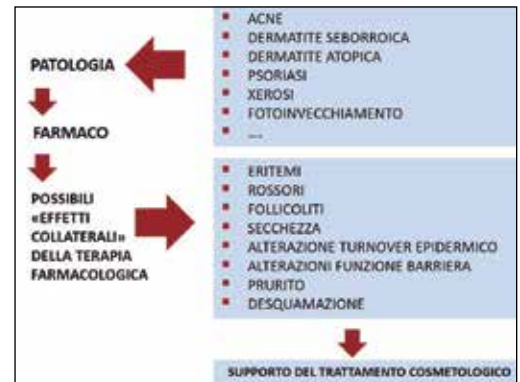 PATOLOGIA
FARMACO
POSSIBILI
«EFFETTI
COLLATERALI»
DELLA TERAPIA
FARMACOLOGICA
ACNE
DERMATITE SEBORROICA
DERMATITE ATOPICA
PSORIASI
XEROSI
FOTOINVECCHIAMENTO
....
ERITEMI
ROSSORI
FOLLICOLITI
SECCHEZZA
ALTERAZIONE TURNOVER EPIDERMICO
ALTERAZIONI FUNZIONE BARRIERA
PRURITO
DESQUAMAZIONE
SUPPORTO DEL TRATTAMENTO COSMETOLOGICO